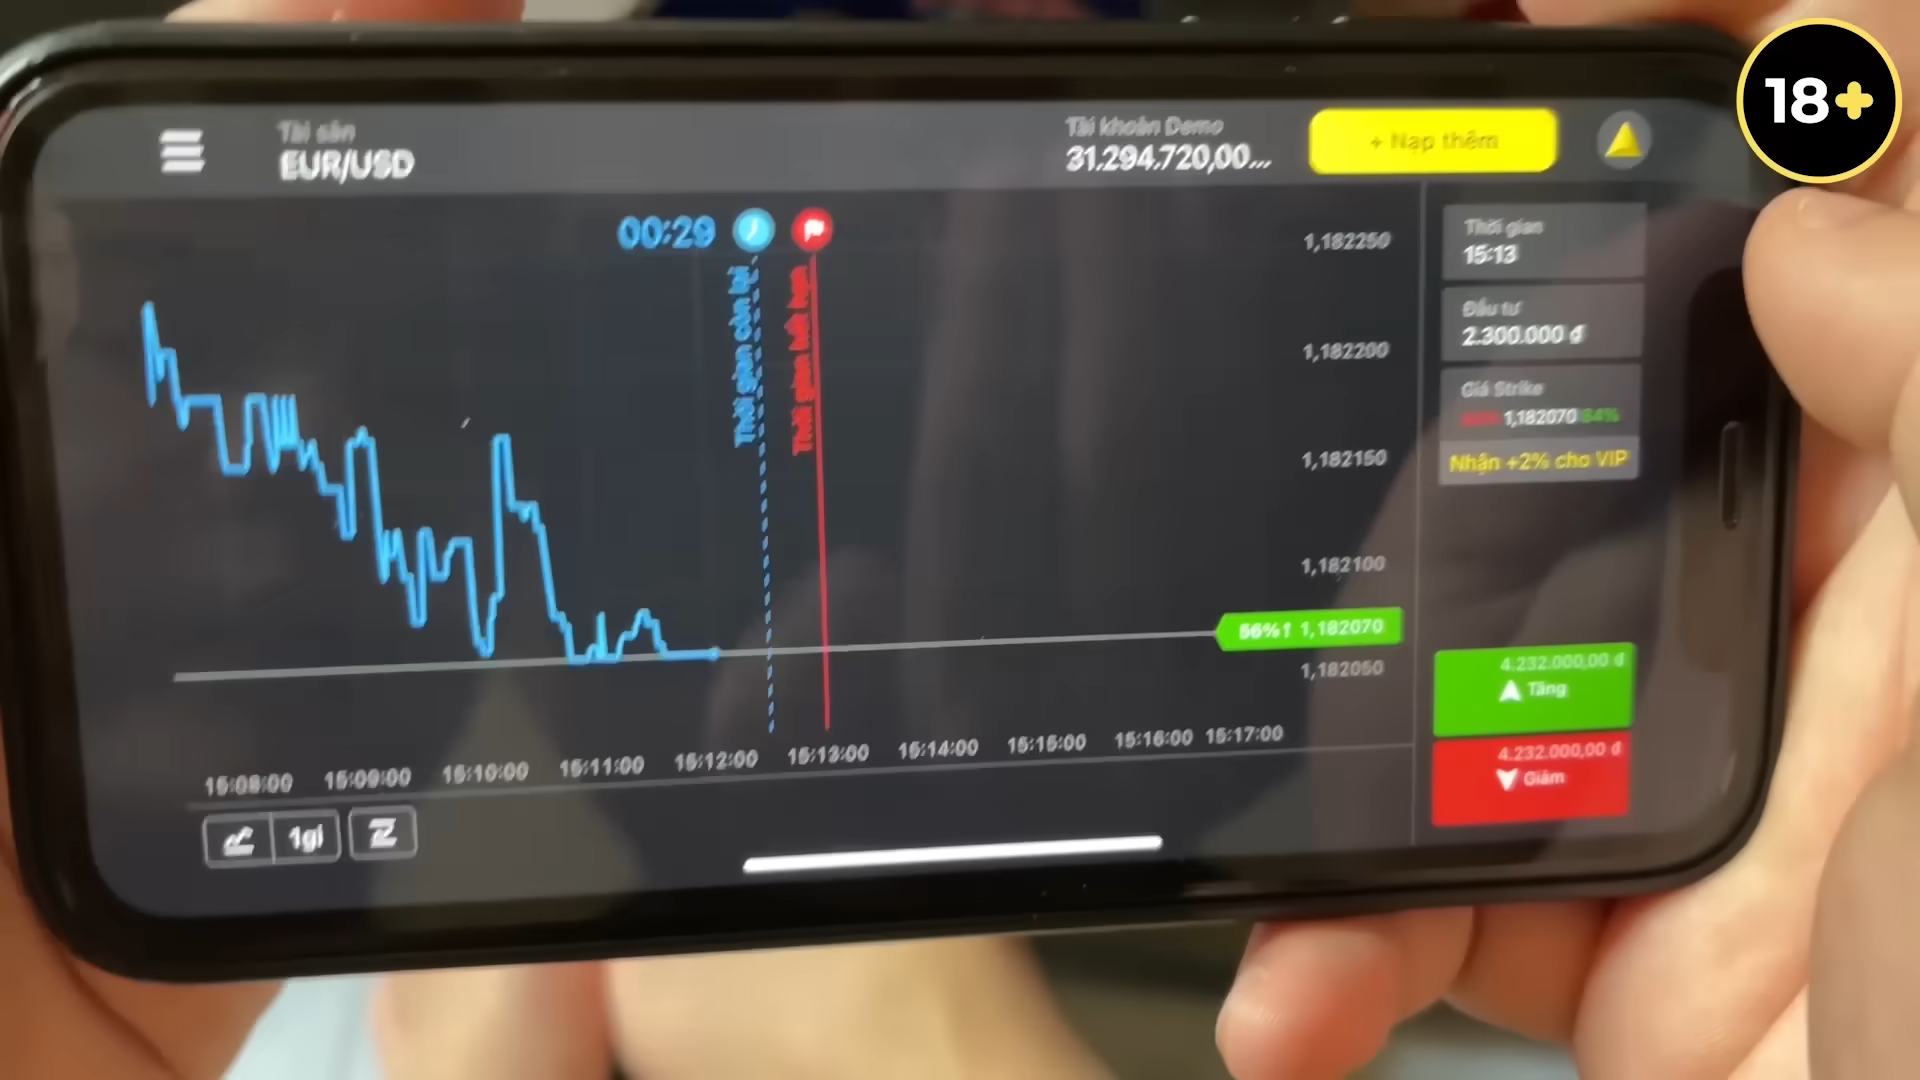 18+
Tài sản
EUR/USD
Tài khoản Demo
31.294.720,00...
+ Nạp thêm
00:29
Thời gian còn lại
Thời gian kết hạn
1,182250
1,182200
1,182150
1,182100
56%↑ 1,182070
1,182050
15:08:00 15:09:00 15:10:00 15:11:00 15:12:00 15:13:00 15:14:00 15:15:00 15:16:00 15:17:00
1gi
Thời gian
15:13
Đầu tư
2.300.000 đ
Giá Strike
1,182070 84%
Nhận +2% cho VIP
4.232.000,00 đ
Tăng
4.232.000,00 đ
Giảm